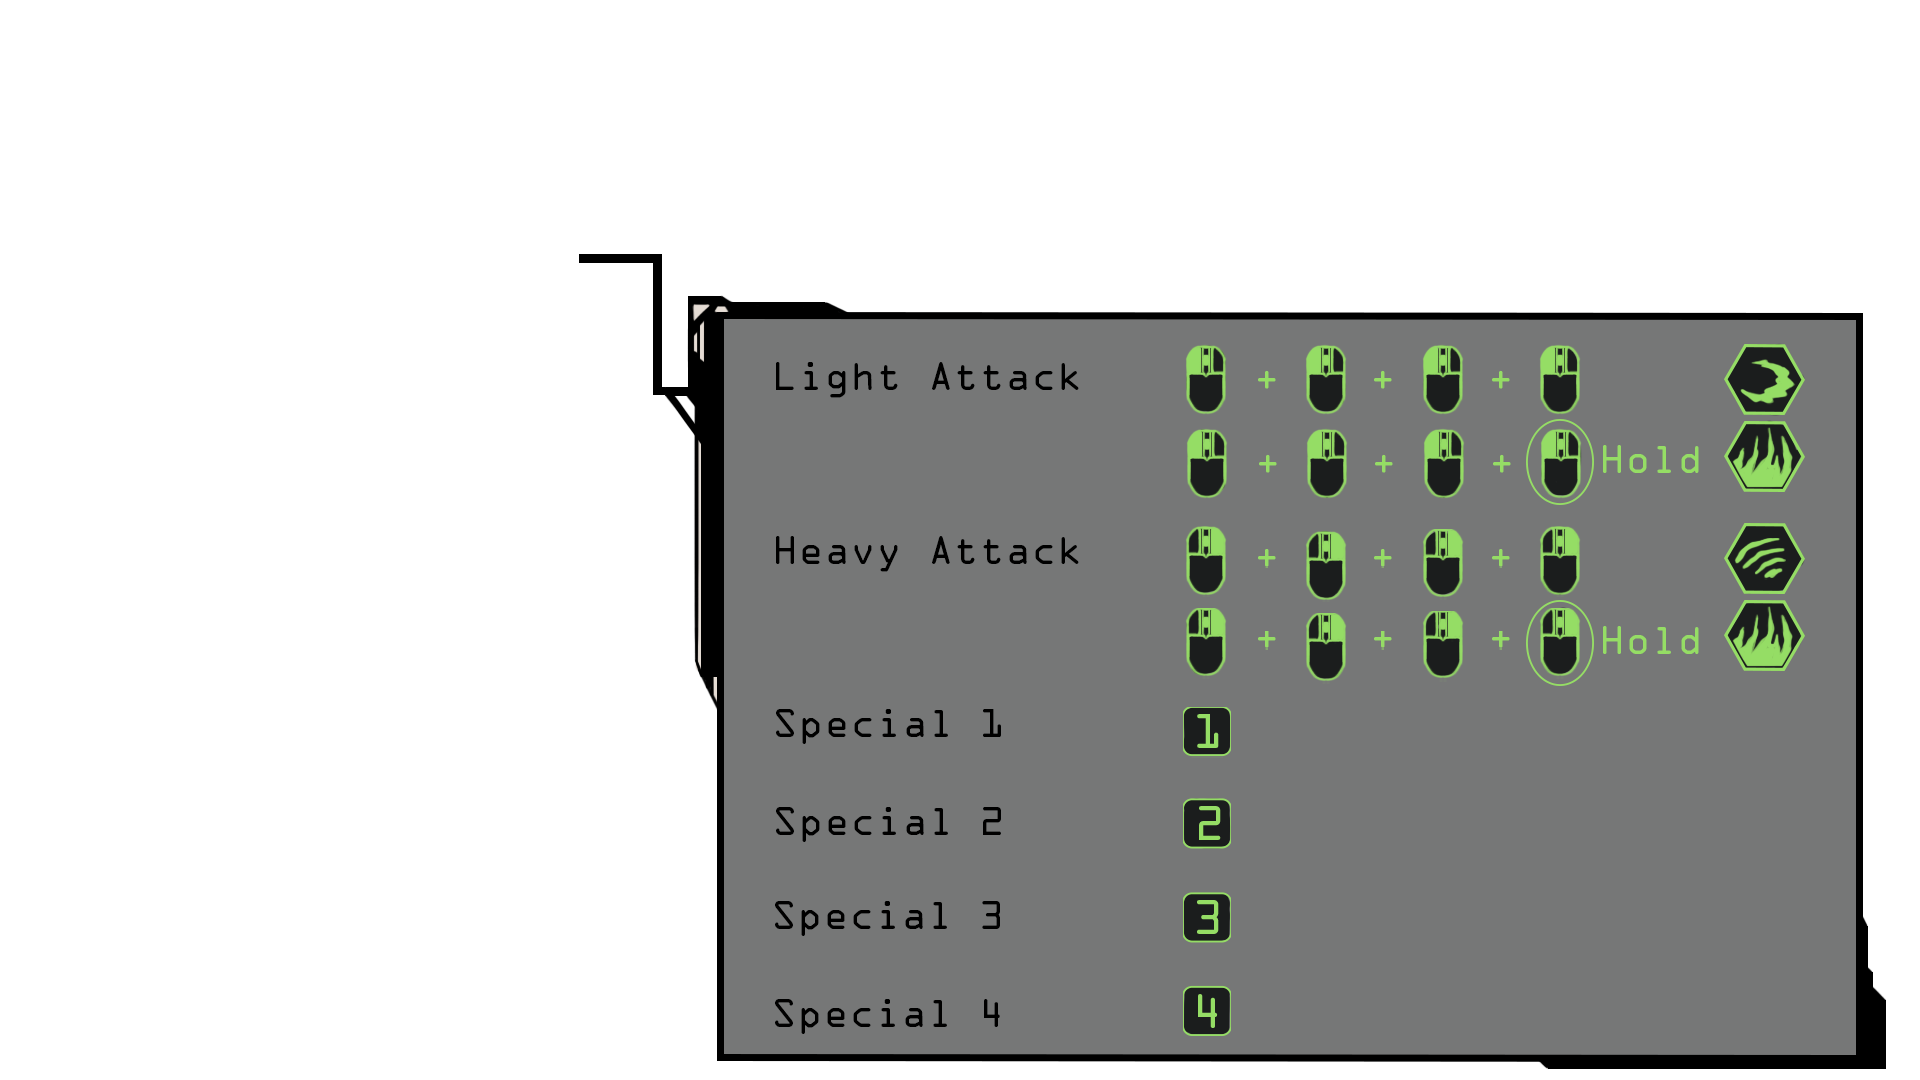 Light Attack + + +
+ + + Hold
Heavy Attack + + +
+ + + Hold
Special 1 1
Special 2 2
Special 3 3
Special 4 4